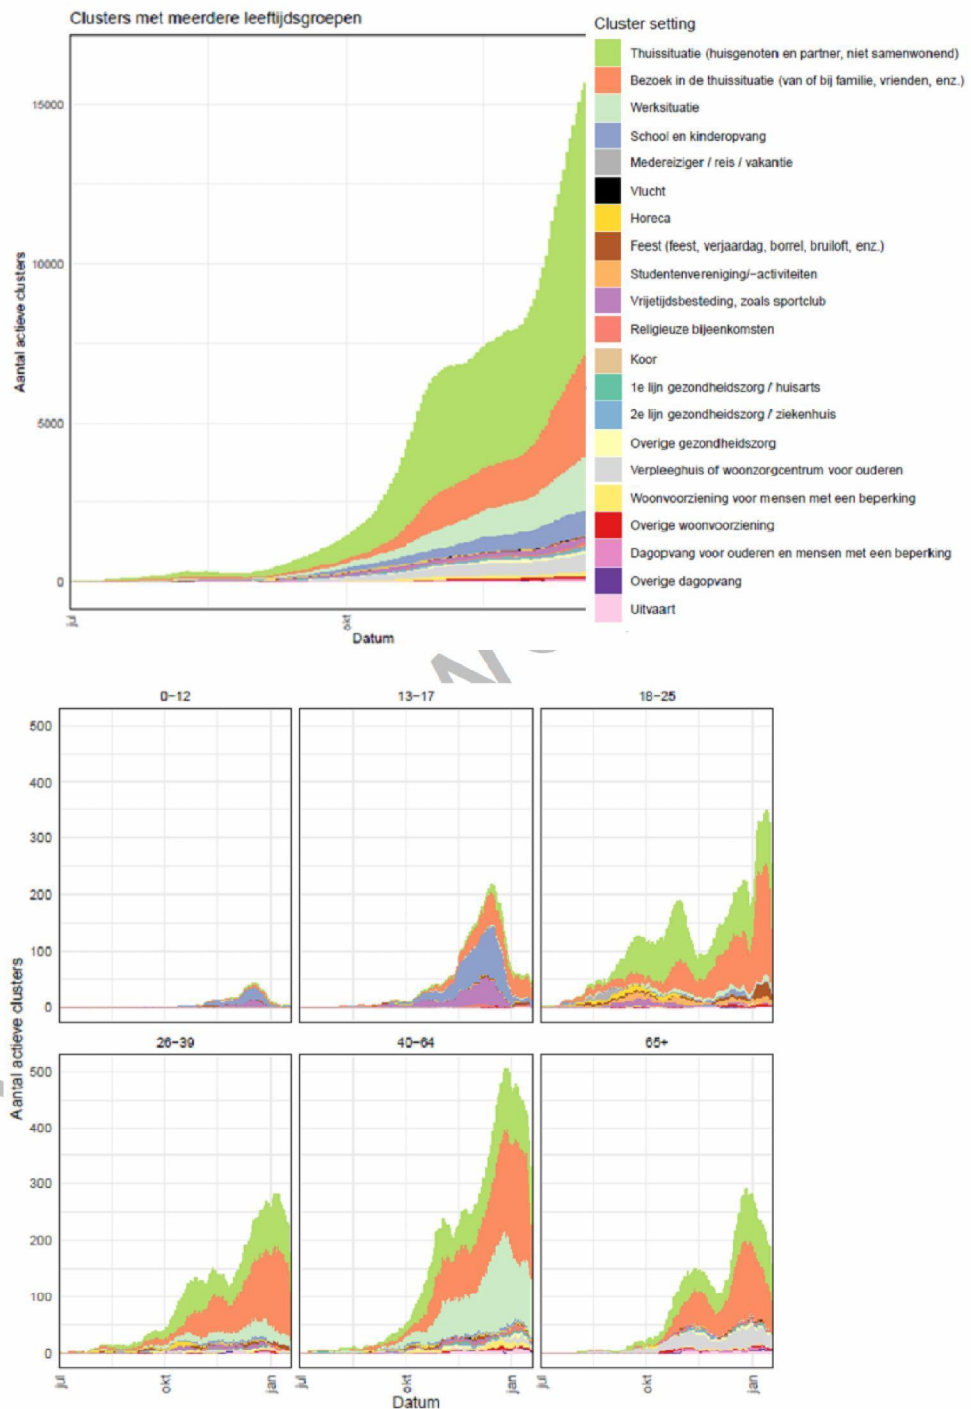 Clusters met meerdere leeftijdsgroepen
Cluster setting
Thuissituatie (huisgenoten en partner, niet samenwonend)
Bezoek in de thuissituatie (van of bij familie, vrienden, enz.)
Werksituatie
School en kinderopvang
Medereiziger / reis / vakantie
Vlucht
Horeca
Feest (feest, verjaardag, borrel, bruiloft, enz.)
Studentenvereniging/-activiteiten
Vrijetijdsbesteding, zoals sportclub
Religieuze bijeenkomsten
Koor
1e lijn gezondheidszorg / huisarts
2e lijn gezondheidszorg / ziekenhuis
Overige gezondheidszorg
Verpleeghuis of woonzorgcentrum voor ouderen
Woonvoorziening voor mensen met een beperking
Overige woonvoorziening
Dagopvang voor ouderen en mensen met een beperking
Overige dagopvang
Uitvaart
Aantal actieve clusters
15000
10000
5000
0
jul
okt
Datum
0-12
13-17
18-25
500
400
300
200
100
0
Aantal actieve clusters
26-39
40-64
65+
500
400
300
200
100
0
jul
okt
jan
jul
okt
jan
jul
okt
jan
Datum